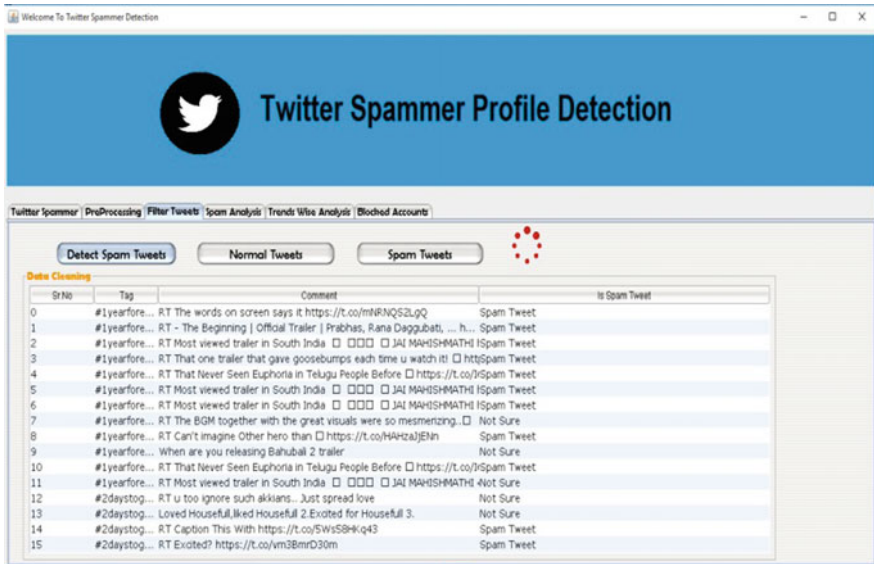 Welcome To Twitter Spammer Detection
Twitter Spammer Profile Detection
Twitter Spammer PreProcessing Filter Tweets Spam Analysis Trends Wise Analysis Blocked Accounts
Detect Spam Tweets Normal Tweets Spam Tweets
Data Cleaning
Sr.No Tag Comment Is Spam Tweet
0 #1yearfore... RT The words on screen says it https://t.co/mNRNQS2LgQ Spam Tweet
1 #1yearfore... RT - The Beginning | Official Trailer | Prabhas, Rana Daggubati, ... h... Spam Tweet
2 #1yearfore... RT Most viewed trailer in South India □ □□□ □ JAI MAHISHMATHI Spam Tweet
3 #1yearfore... RT That one trailer that gave goosebumps each time u watch it! □ http Spam Tweet
4 #1yearfore... RT That Never Seen Euphoria in Telugu People Before □ https://t.co/ Spam Tweet
5 #1yearfore... RT Most viewed trailer in South India □ □□□ □ JAI MAHISHMATHI Spam Tweet
6 #1yearfore... RT Most viewed trailer in South India □ □□□ □ JAI MAHISHMATHI Spam Tweet
7 #1yearfore... RT The BGM together with the great visuals were so mesmerizing..□ Not Sure
8 #1yearfore... RT Can't imagine Other hero than □ https://t.co/HAHzaJjENn Spam Tweet
9 #1yearfore... When are you releasing Bahubali 2 trailer Not Sure
10 #1yearfore... RT That Never Seen Euphoria in Telugu People Before □ https://t.co/ Spam Tweet
11 #1yearfore... RT Most viewed trailer in South India □ □□□ □ JAI MAHISHMATHI Not Sure
12 #2daystog... RT u too ignore such akkians... Just spread love Not Sure
13 #2daystog... Loved Housefull,liked Housefull 2.Excited for Housefull 3. Not Sure
14 #2daystog... RT Caption This With https://t.co/5WsS8HKq43 Spam Tweet
15 #2daystog... RT Excited? https://t.co/vm3BmrD30m Spam Tweet